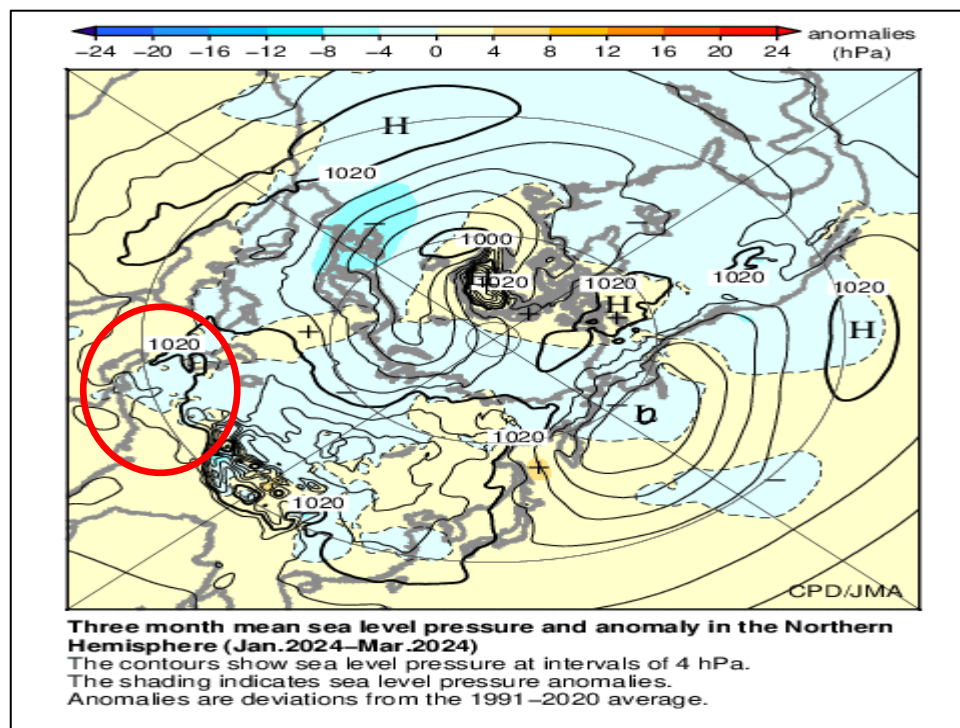 anomalies
(hPa)
−24 −20 −16 −12 −8 −4 0 4 8 12 16 20 24
H
1020
1000
1020
1020
1020
1020
H
H
1020
b
1020
1020
CPD/JMA
Three month mean sea level pressure and anomaly in the Northern
Hemisphere (Jan.2024−Mar.2024)
The contours show sea level pressure at intervals of 4 hPa.
The shading indicates sea level pressure anomalies.
Anomalies are deviations from the 1991−2020 average.